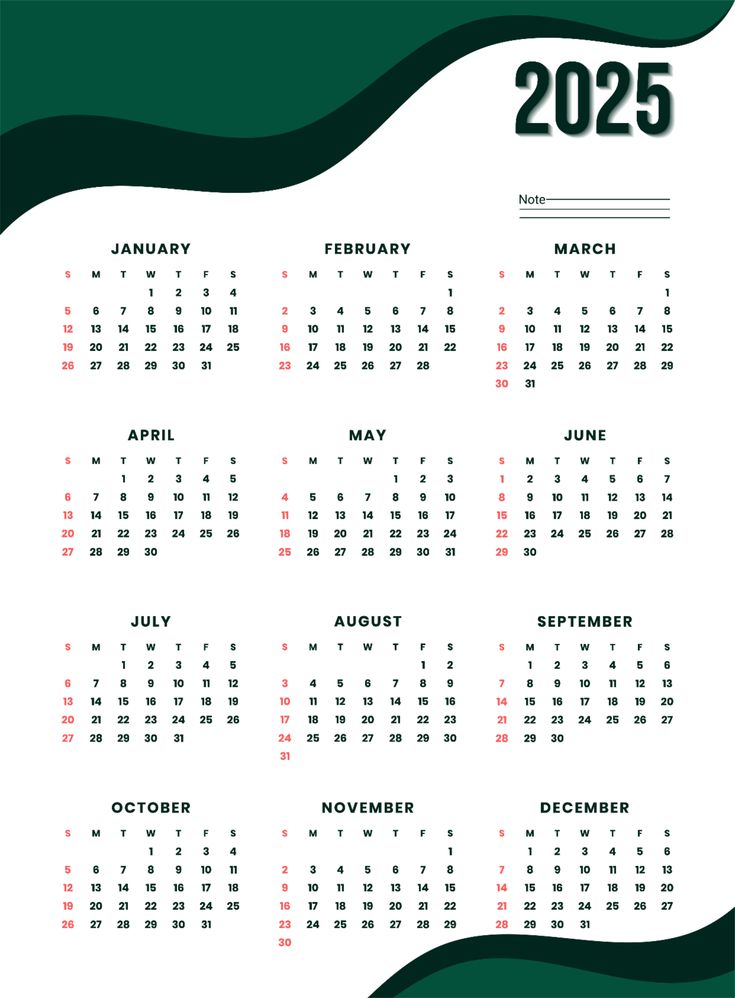 2025
Note
JANUARY
S M T W T F S
1 2 3 4
5 6 7 8 9 10 11
12 13 14 15 16 17 18
19 20 21 22 23 24 25
26 27 28 29 30 31
FEBRUARY
S M T W T F S
1
2 3 4 5 6 7 8
9 10 11 12 13 14 15
16 17 18 19 20 21 22
23 24 25 26 27 28
MARCH
S M T W T F S
1
2 3 4 5 6 7 8
9 10 11 12 13 14 15
16 17 18 19 20 21 22
23 24 25 26 27 28 29
30 31
APRIL
S M T W T F S
1 2 3 4 5
6 7 8 9 10 11 12
13 14 15 16 17 18 19
20 21 22 23 24 25 26
27 28 29 30
MAY
S M T W T F S
1 2 3
4 5 6 7 8 9 10
11 12 13 14 15 16 17
18 19 20 21 22 23 24
25 26 27 28 29 30 31
JUNE
S M T W T F S
1 2 3 4 5 6 7
8 9 10 11 12 13 14
15 16 17 18 19 20 21
22 23 24 25 26 27 28
29 30
JULY
S M T W T F S
1 2 3 4 5
6 7 8 9 10 11 12
13 14 15 16 17 18 19
20 21 22 23 24 25 26
27 28 29 30 31
AUGUST
S M T W T F S
1 2
3 4 5 6 7 8 9
10 11 12 13 14 15 16
17 18 19 20 21 22 23
24 25 26 27 28 29 30
31
SEPTEMBER
S M T W T F S
1 2 3 4 5 6
7 8 9 10 11 12 13
14 15 16 17 18 19 20
21 22 23 24 25 26 27
28 29 30
OCTOBER
S M T W T F S
1 2 3 4
5 6 7 8 9 10 11
12 13 14 15 16 17 18
19 20 21 22 23 24 25
26 27 28 29 30 31
NOVEMBER
S M T W T F S
1
2 3 4 5 6 7 8
9 10 11 12 13 14 15
16 17 18 19 20 21 22
23 24 25 26 27 28 29
30
DECEMBER
S M T W T F S
1 2 3 4 5 6
7 8 9 10 11 12 13
14 15 16 17 18 19 20
21 22 23 24 25 26 27
28 29 30 31